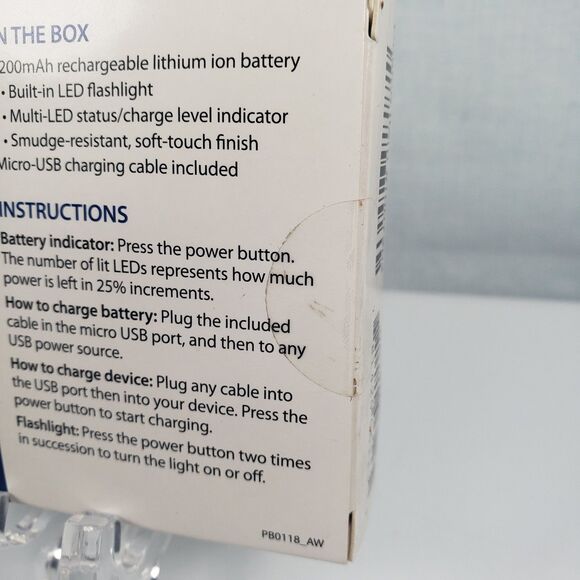 N THE BOX
200mAh rechargeable lithium ion battery
• Built-in LED flashlight
• Multi-LED status/charge level indicator
• Smudge-resistant, soft-touch finish
Micro-USB charging cable included
INSTRUCTIONS
Battery indicator: Press the power button.
The number of lit LEDs represents how much
power is left in 25% increments.
How to charge battery: Plug the included
cable in the micro USB port, and then to any
USB power source.
How to charge device: Plug any cable into
the USB port then into your device. Press the
power button to start charging.
Flashlight: Press the power button two times
in succession to turn the light on or off.
PB0118_AW